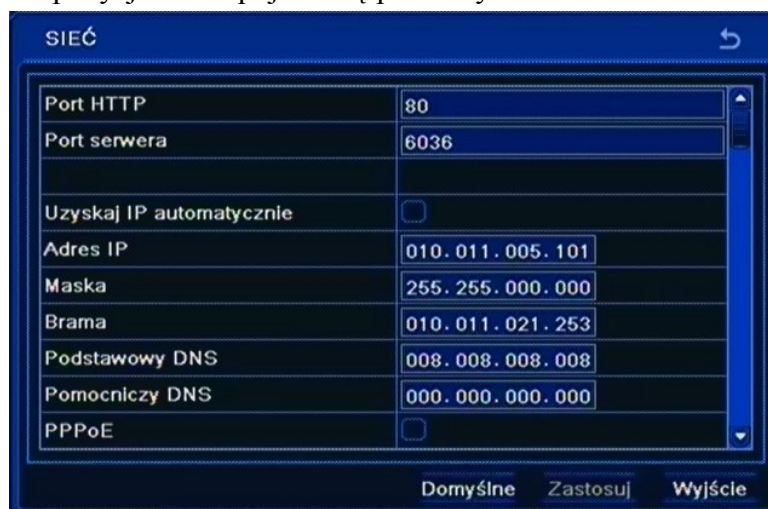 SIEĆ
Port HTTP 80
Port serwera 6036
Uzyskaj IP automatycznie
Adres IP 010.011.005.101
Maska 255.255.000.000
Brama 010.011.021.253
Podstawowy DNS 008.008.008.008
Pomocniczy DNS 000.000.000.000
PPPoE
Domyślne Zastosuj Wyjście